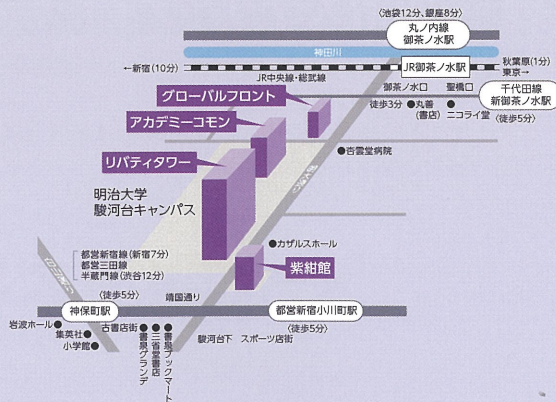 〈池袋12分、銀座8分〉
丸ノ内線
御茶ノ水駅
神田川
←新宿(10分)
JR中央線・総武線
JR御茶ノ水駅
秋葉原(1分)
東京→
御茶ノ水口
聖橋口
千代田線
新御茶ノ水駅
〈徒歩5分〉
徒歩3分
●丸善
(書店)
●
ニコライ堂
グローバルフロント
アカデミーコモン
リバティタワー
●杏雲堂病院
明治大学
駿河台キャンパス
●カザルスホール
紫紺館
都営新宿線(新宿7分)
都営三田線
半蔵門線(渋谷12分)
〈徒歩5分〉
靖国通り
神保町駅
都営新宿小川町駅
〈徒歩5分〉
岩波ホール●
集英社●
小学館●
古書店街
●書泉グランデ
●三省堂書店
●書泉ブックマート
駿河台下
スポーツ店街